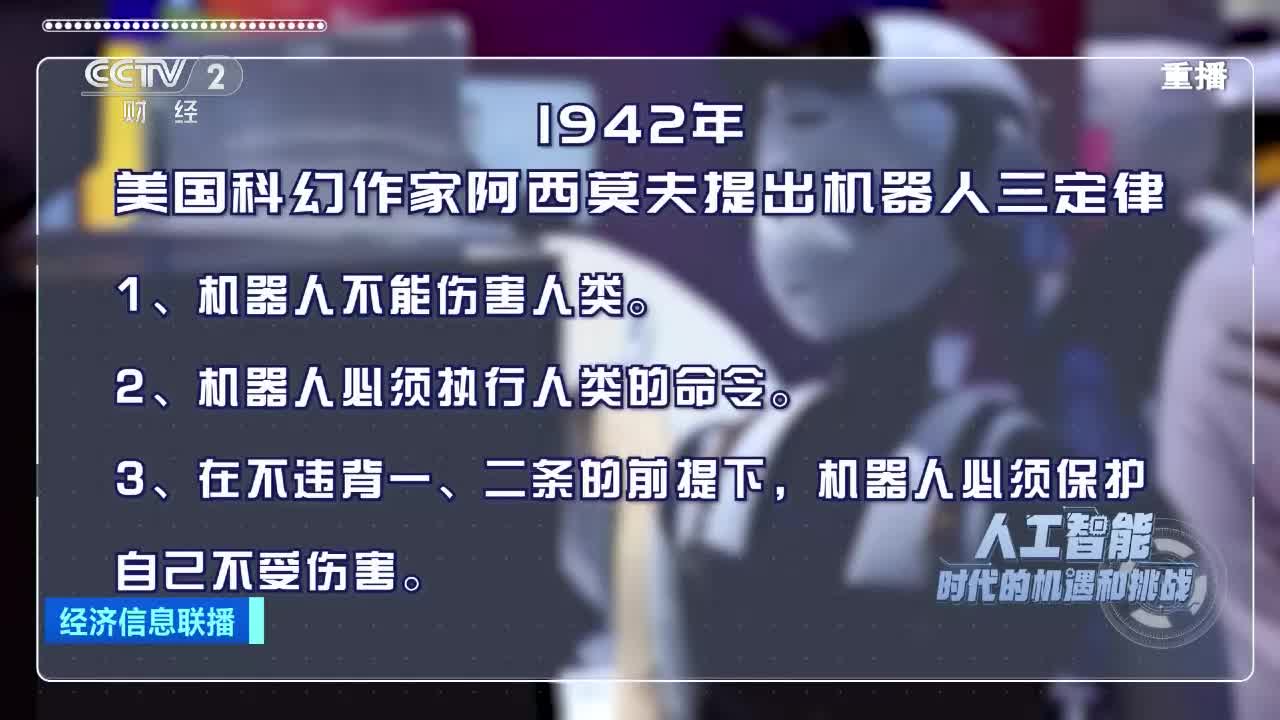 CCTV 2
财经
重播
1942年
美国科幻作家阿西莫夫提出机器人三定律
1、机器人不能伤害人类。
2、机器人必须执行人类的命令。
3、在不违背一、二条的前提下，机器人必须保护
自己不受伤害。
人工智能
时代的机遇和挑战
经济信息联播